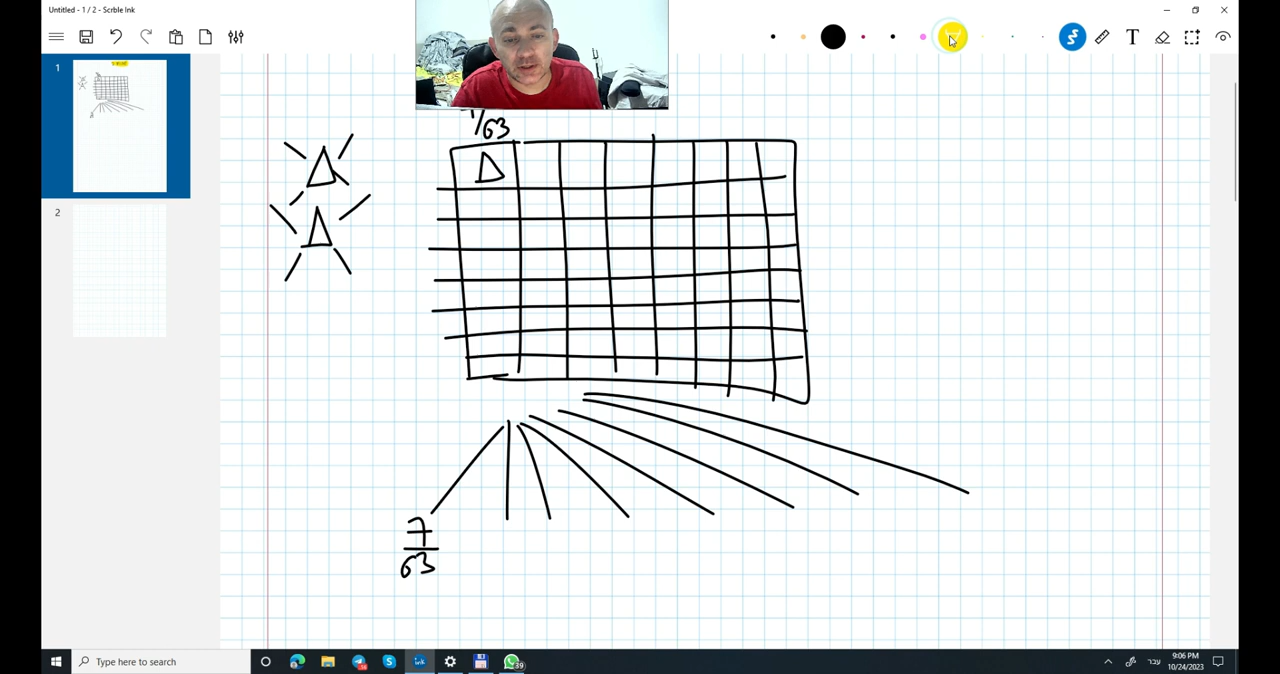 Untitled - 1 / 2 - Scrble Ink
T
1
2
1/63
7
63
Type here to search
39
עבר
9:06 PM
10/24/2023